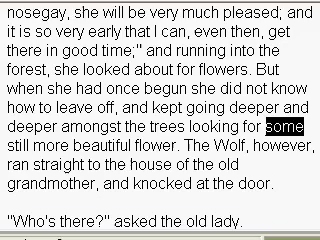 nosegay, she will be very much pleased; and
it is so very early that I can, even then, get
there in good time;" and running into the
forest, she looked about for flowers. But
when she had once begun she did not know
how to leave off, and kept going deeper and
deeper amongst the trees looking for some
still more beautiful flower. The Wolf, however,
ran straight to the house of the old
grandmother, and knocked at the door.

"Who's there?" asked the old lady.